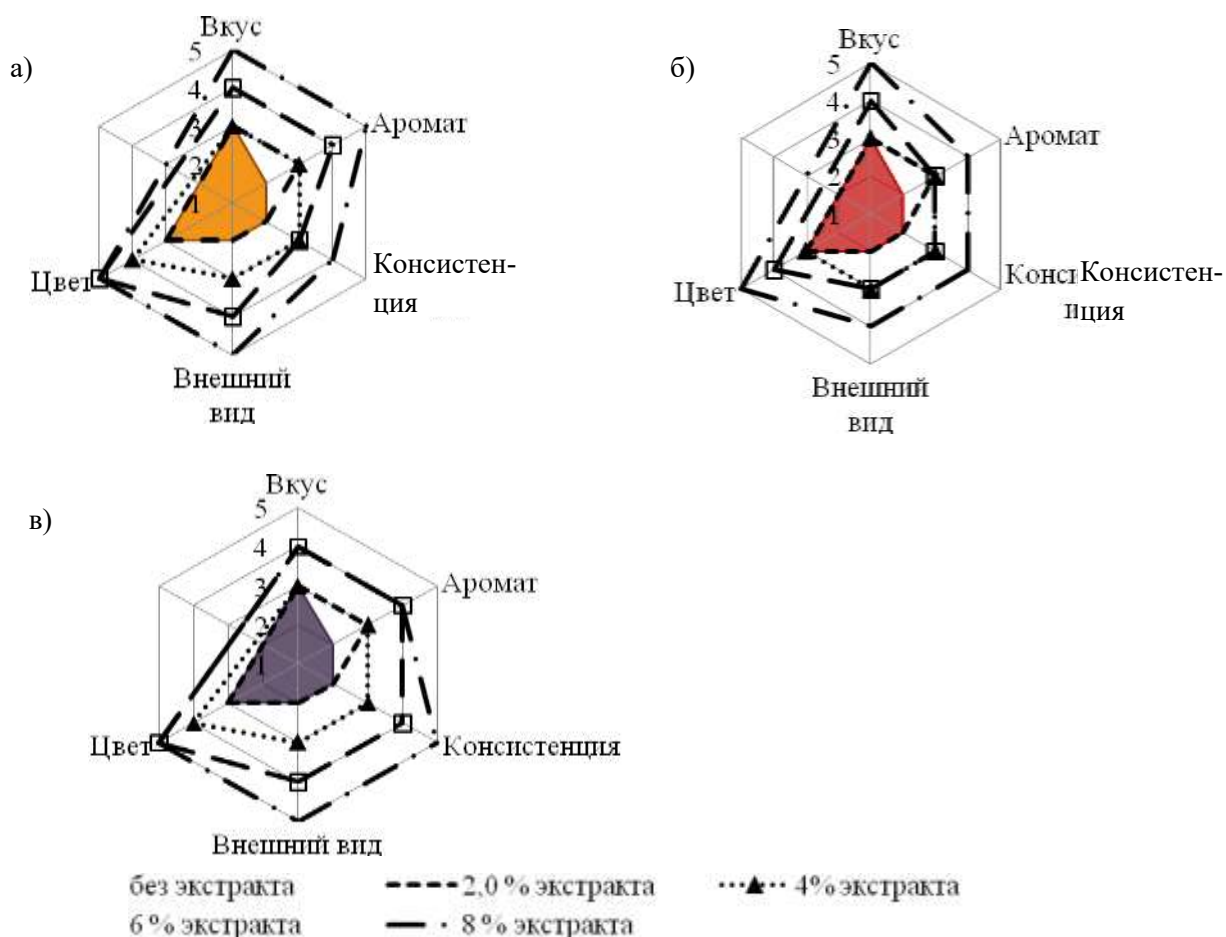 а)
Вкус
5
4
3
2
1
Аромат
Консистен-
ция
Внешний
вид
Цвет
б)
Вкус
5
4
3
2
1
Аромат
Консистен-
ция
Внешний
вид
Цвет
в)
Вкус
5
4
3
2
1
Аромат
Консистенция
Внешний вид
Цвет
без экстракта 2,0 % экстракта 4% экстракта
6 % экстракта 8 % экстракта